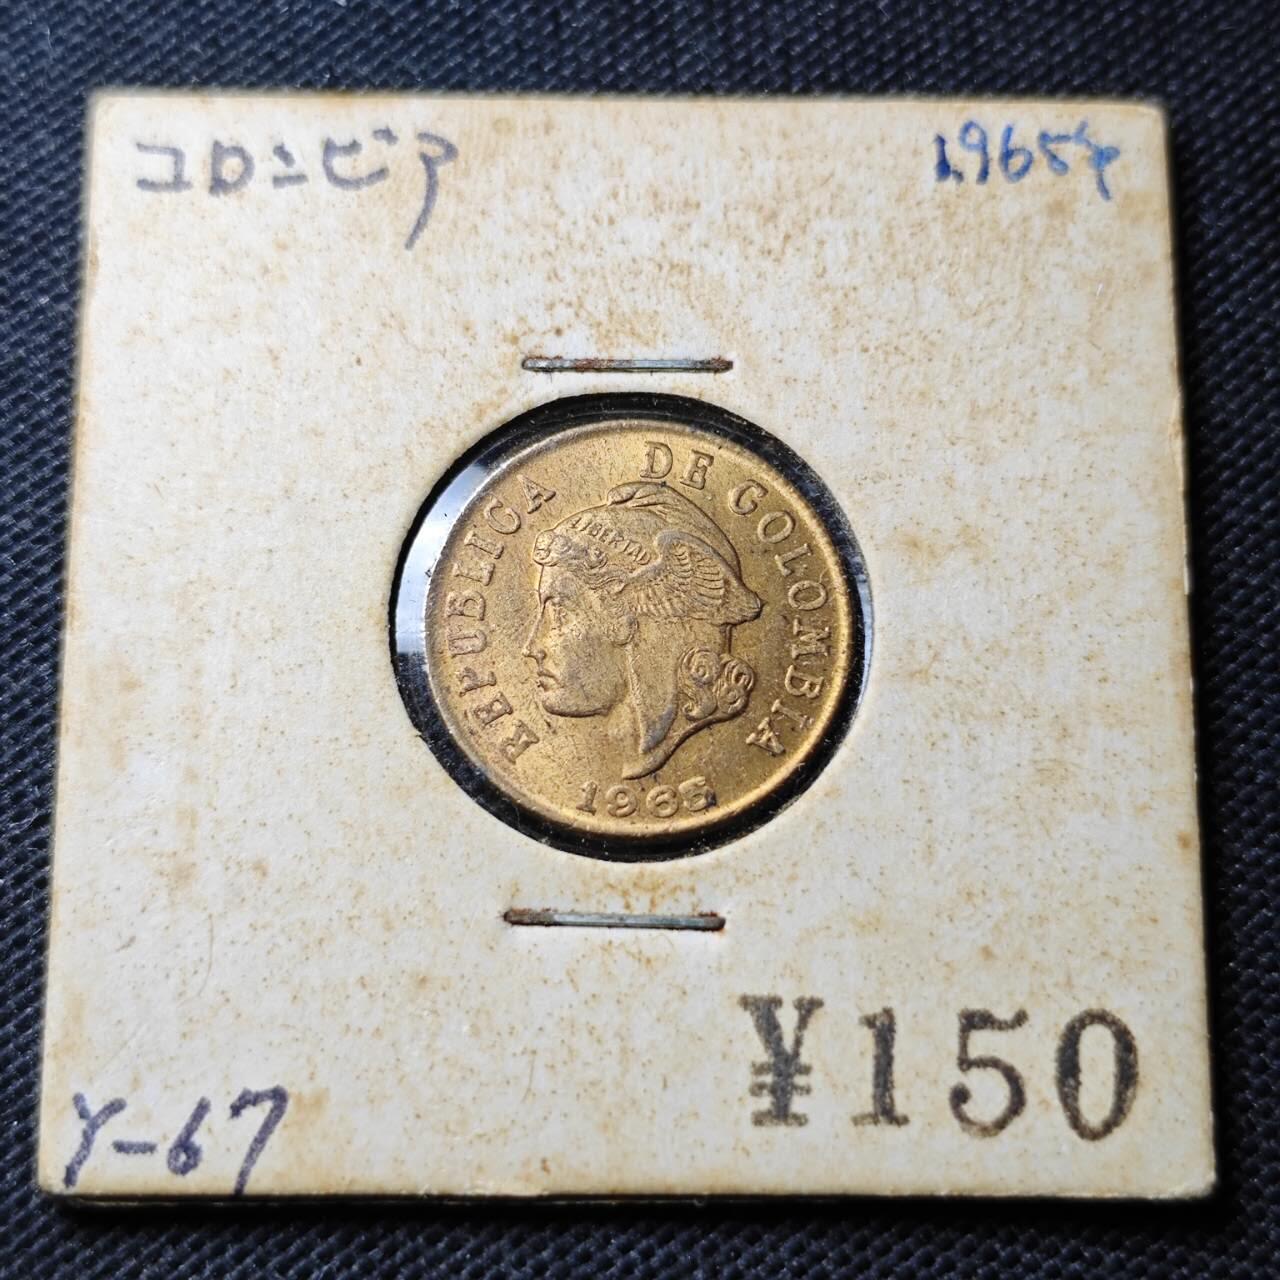 コロンビア
1965年
REPUBLICA DE COLOMBIA
LIBERTAD
1965
Y-67
¥150